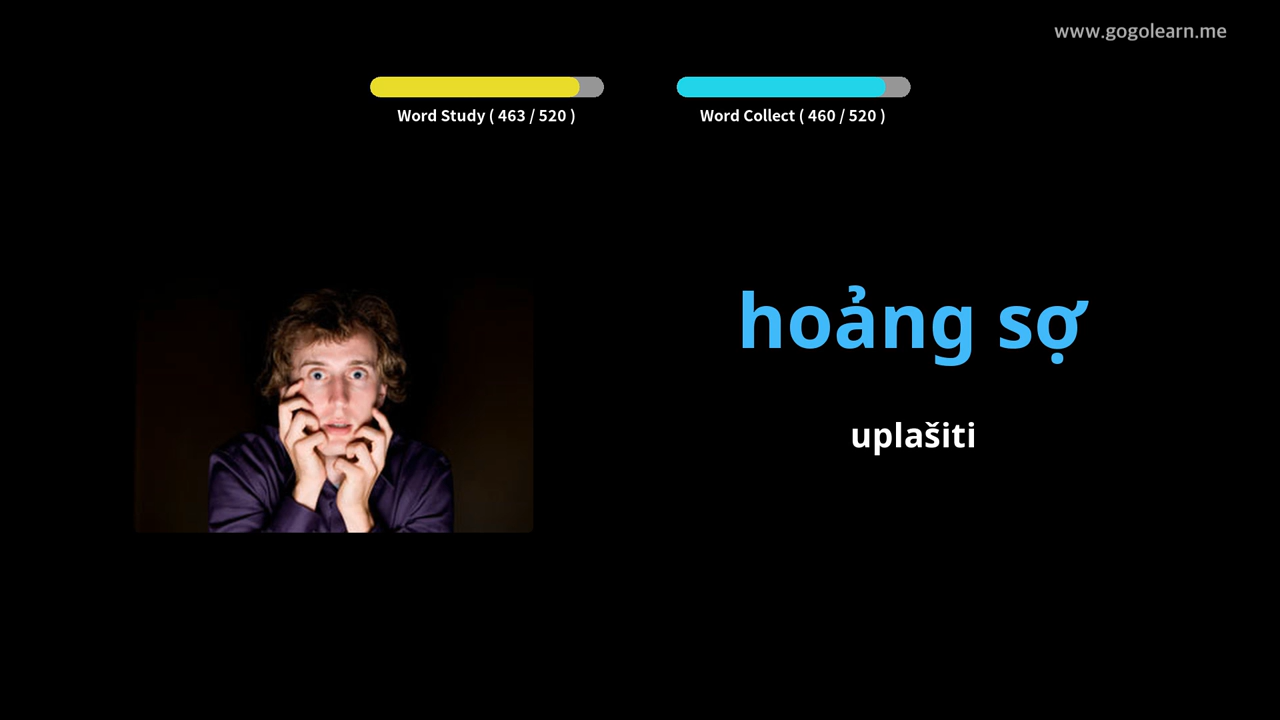 www.gogolearn.me
Word Study ( 463 / 520 )
Word Collect ( 460 / 520 )
hoảng sợ
uplašiti